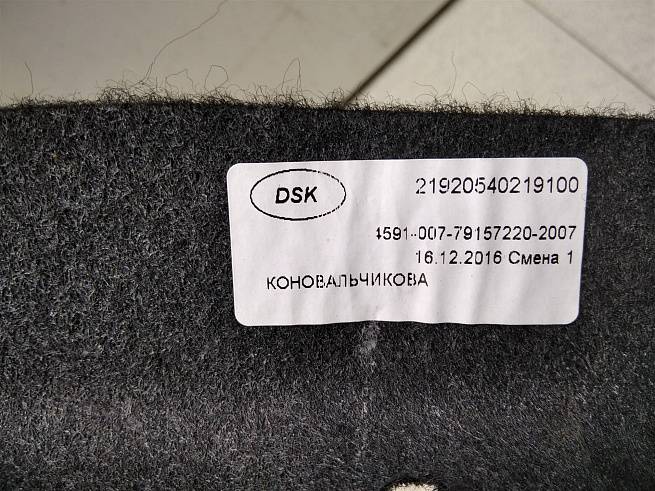 DSK
21920540219100
4591-007-79157220-2007
16.12.2016 Смена 1
КОНОВАЛЬЧИКОВА